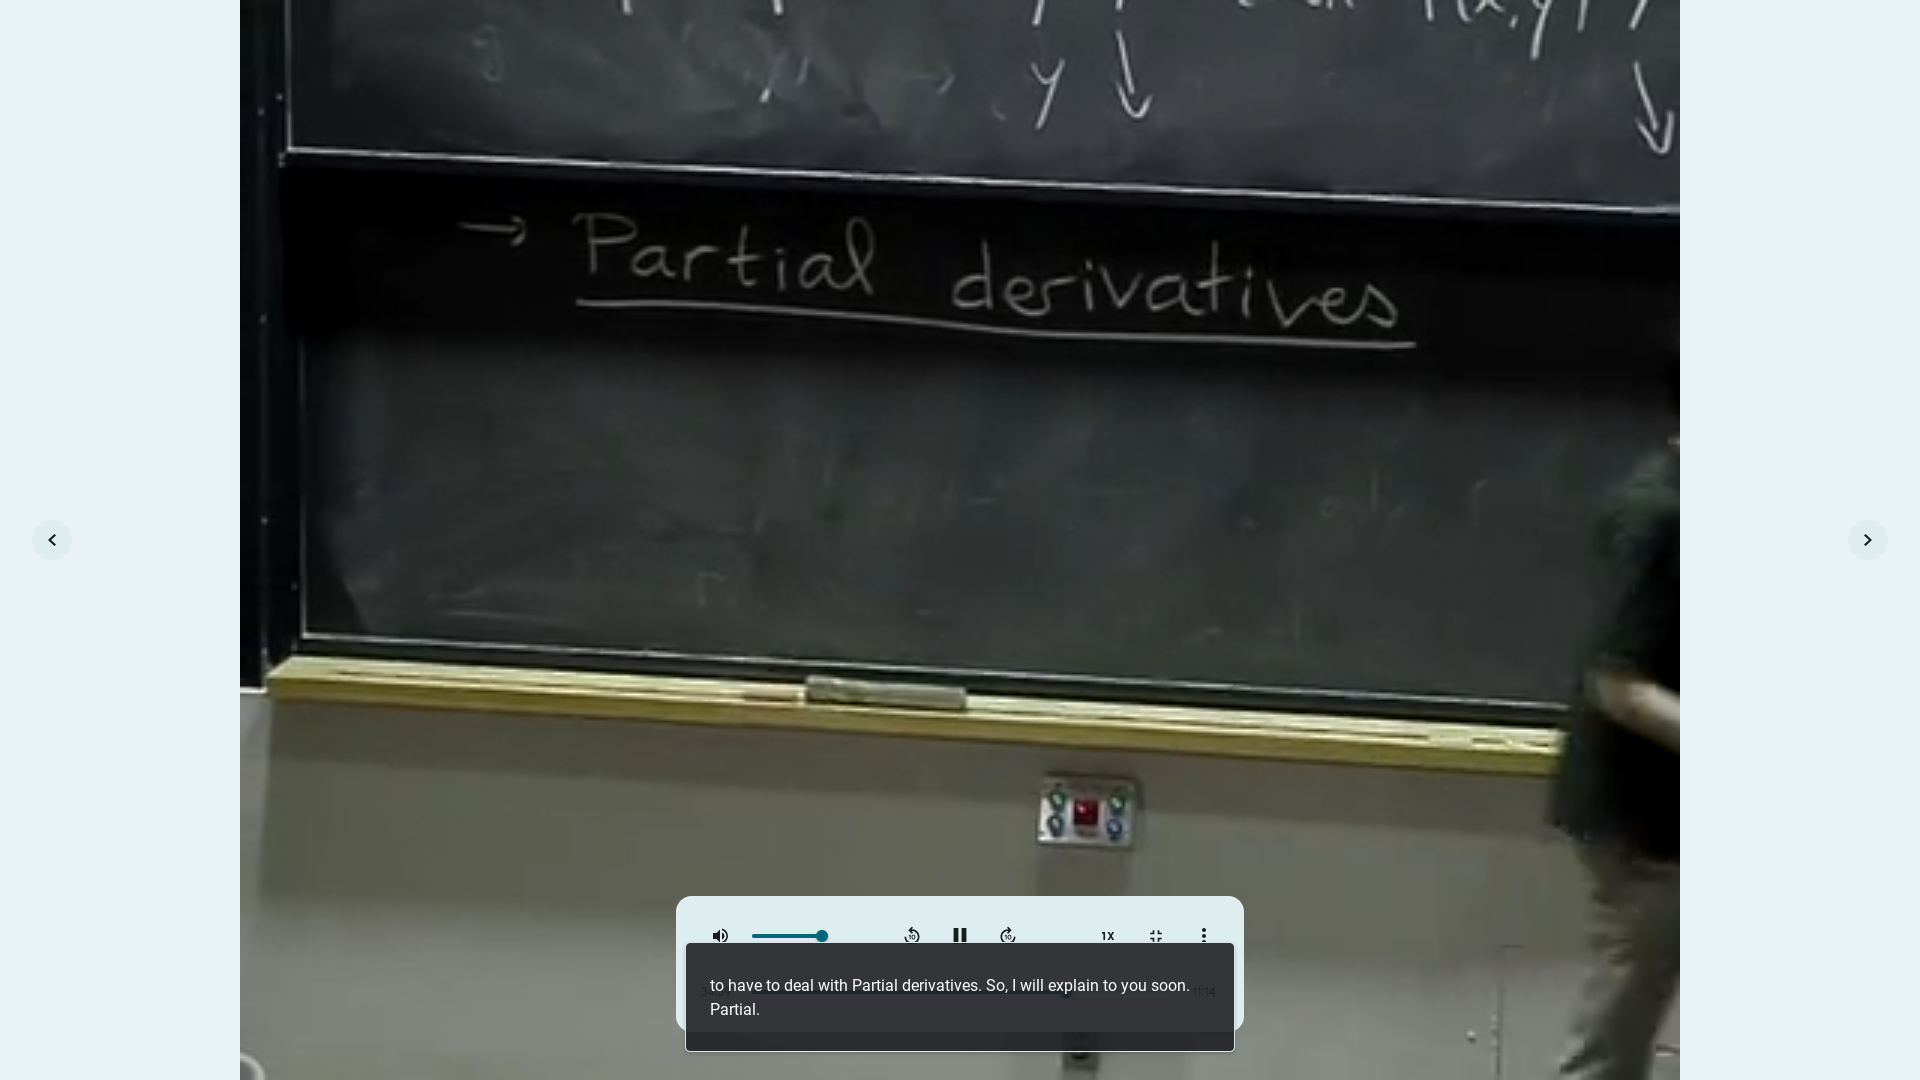 f(x,y)
y
→ Partial derivatives
1X
to have to deal with Partial derivatives. So, I will explain to you soon.
Partial.